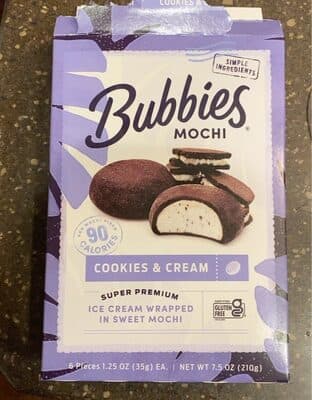 COOKIES &
SIMPLE
INGREDIENTS
Bubbies®
MOCHI
90
CALORIES
COOKIES & CREAM
SUPER PREMIUM
ICE CREAM WRAPPED
IN SWEET MOCHI
GLUTEN
FREE
6 Pieces 1.25 OZ (35g) EA. | NET WT 7.5 OZ (210g)